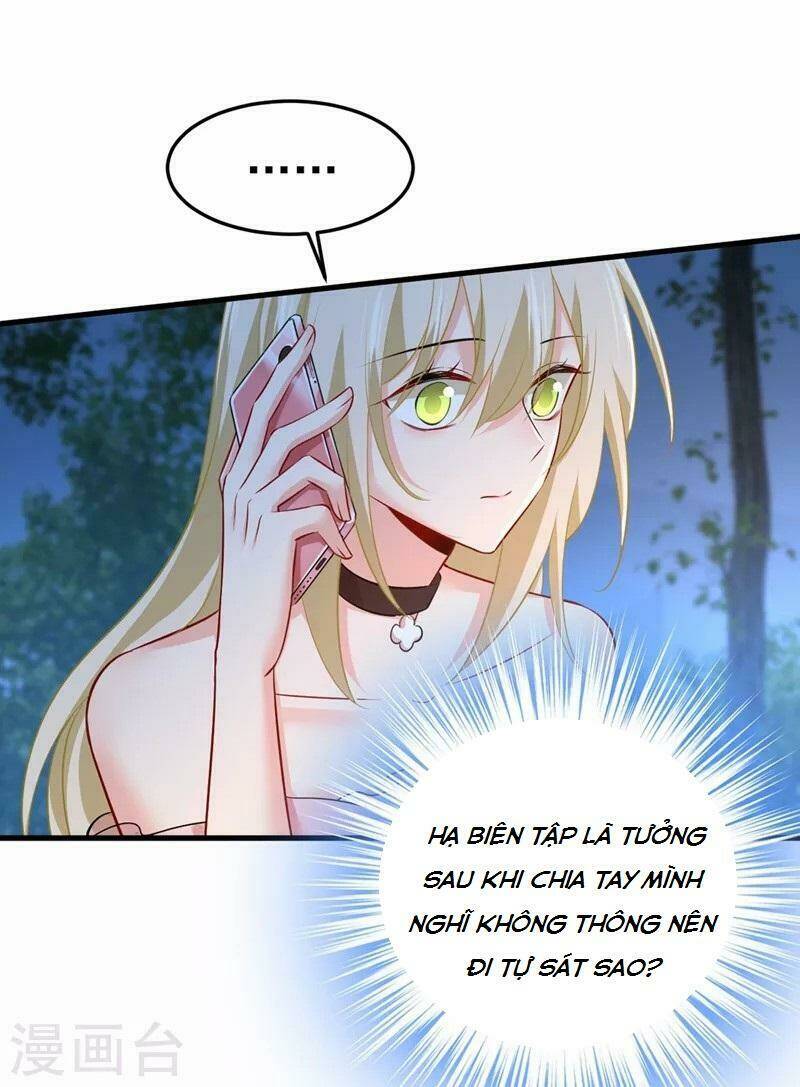 ......
HẠ BIÊN TẬP LÀ TƯỞNG
SAU KHI CHIA TAY MÌNH
NGHĨ KHÔNG THÔNG NÊN
ĐI TỰ SÁT SAO?
漫画台